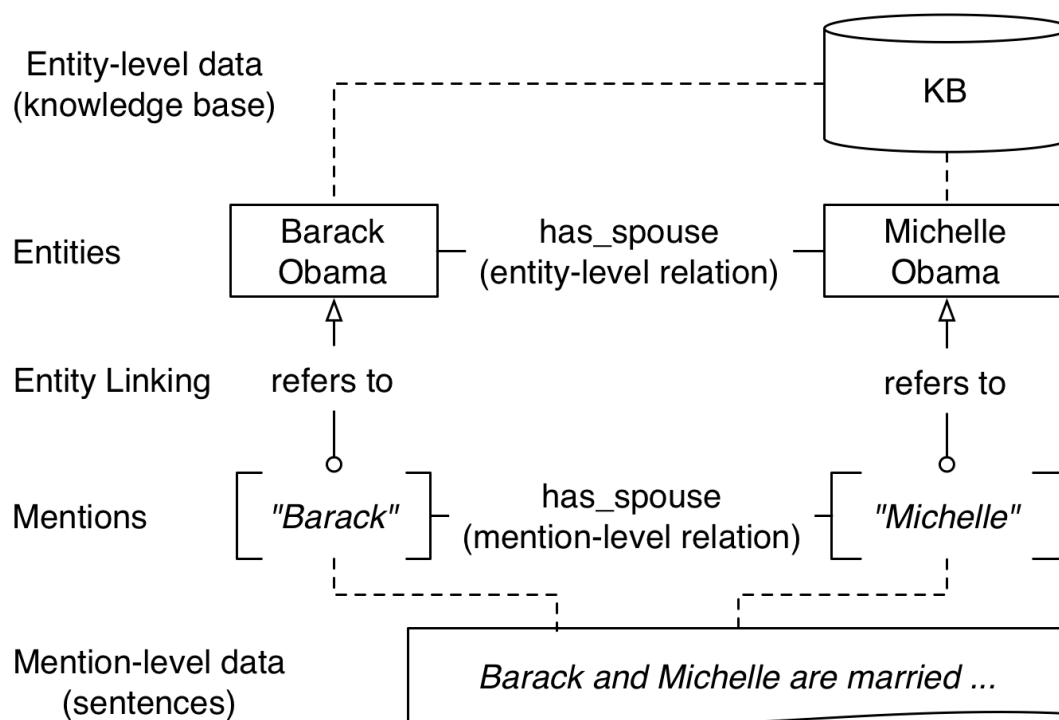 Entity-level data
(knowledge base)
KB
Entities
Barack
Obama
has_spouse
(entity-level relation)
Michelle
Obama
Entity Linking
refers to
refers to
Mentions
"Barack"
has_spouse
(mention-level relation)
"Michelle"
Mention-level data
(sentences)
Barack and Michelle are married ...